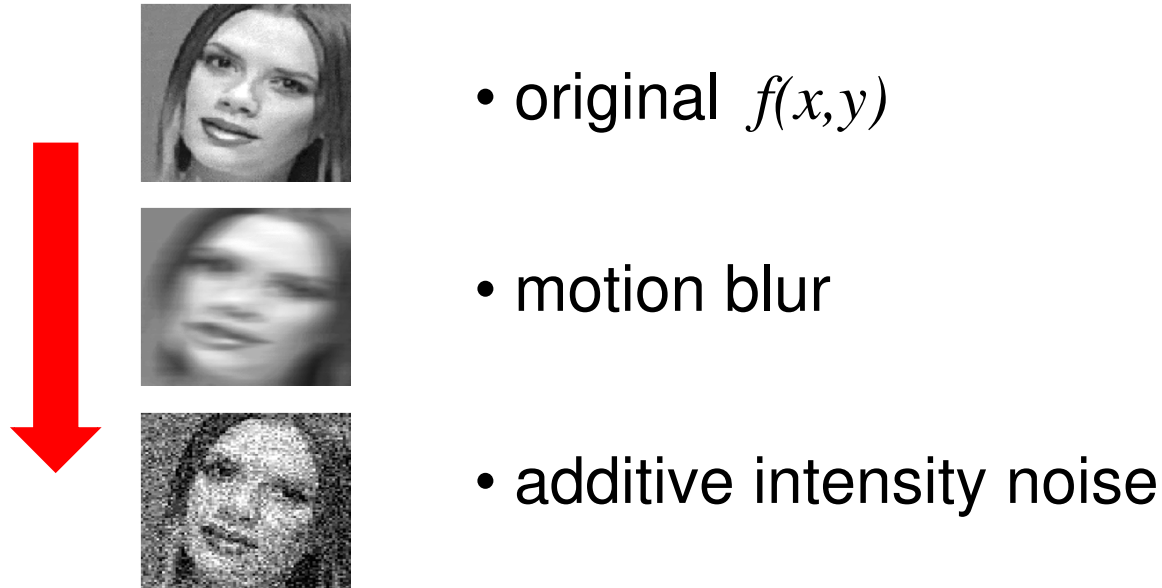 • original f(x,y)
• motion blur
• additive intensity noise